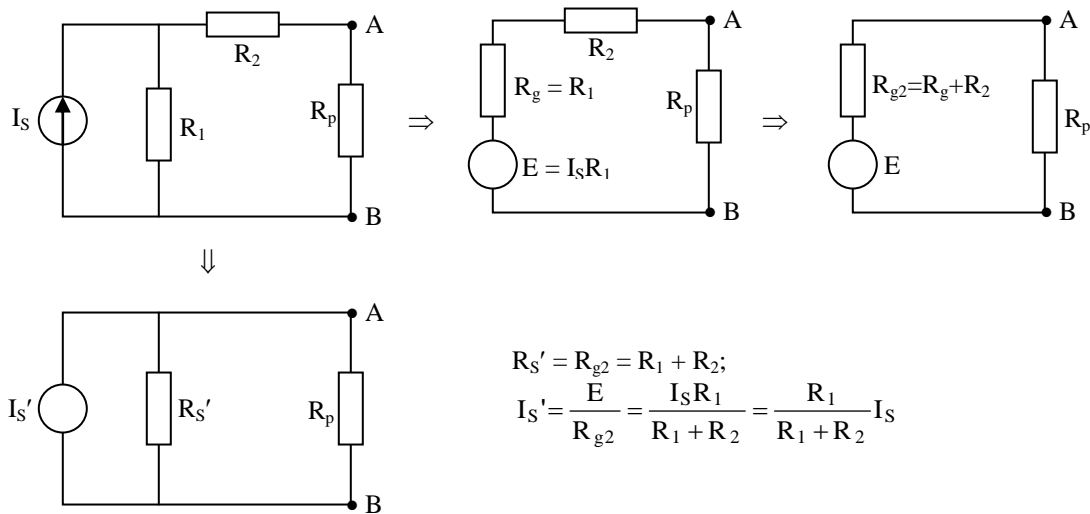 A
R2
IS
R1
Rp
B
⇒
A
R2
Rg = R1
Rp
E = ISR1
B
⇒
A
Rg2=Rg+R2
Rp
E
B
⇓
A
IS′
RS′
Rp
B
RS′ = Rg2 = R1 + R2;
IS' = E / Rg2 = ISR1 / R1 + R2 = R1 / R1 + R2 IS